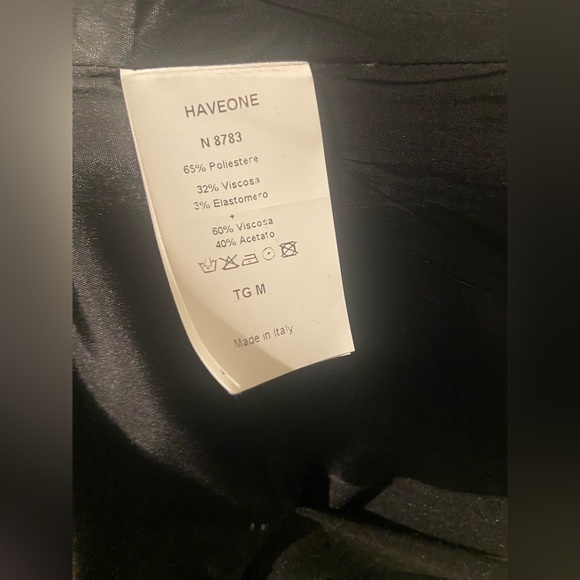 HAVEONE
N 8783
65% Poliestere
32% Viscosa
3% Elastomero
+
60% Viscosa
40% Acetato
TG M
Made in Italy